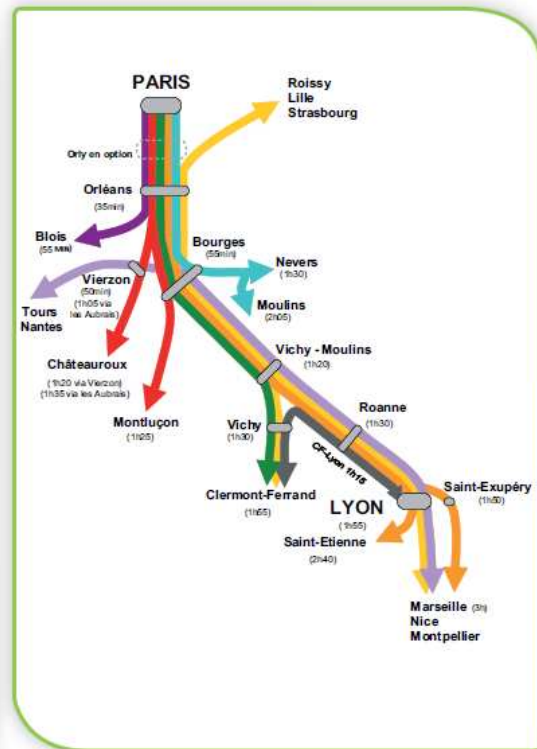 PARIS
Roissy
Lille
Strasbourg
Orly en option
Orléans
(35min)
Blois
(55 Min)
Bourges
(55min)
Nevers
(1h30)
Moulins
(2h05)
Vierzon
(50min)
(1h05 via
les Aubrais)
Tours
Nantes
Châteauroux
(1h20 via Vierzon)
(1h35 via les Aubrais)
Montluçon
(1h25)
Vichy - Moulins
(1h20)
Roanne
(1h30)
Vichy
(1h30)
CF-Lyon 1h15
Clermont-Ferrand
(1h55)
LYON
(1h55)
Saint-Exupéry
(1h50)
Saint-Etienne
(2h40)
Marseille (3h)
Nice
Montpellier